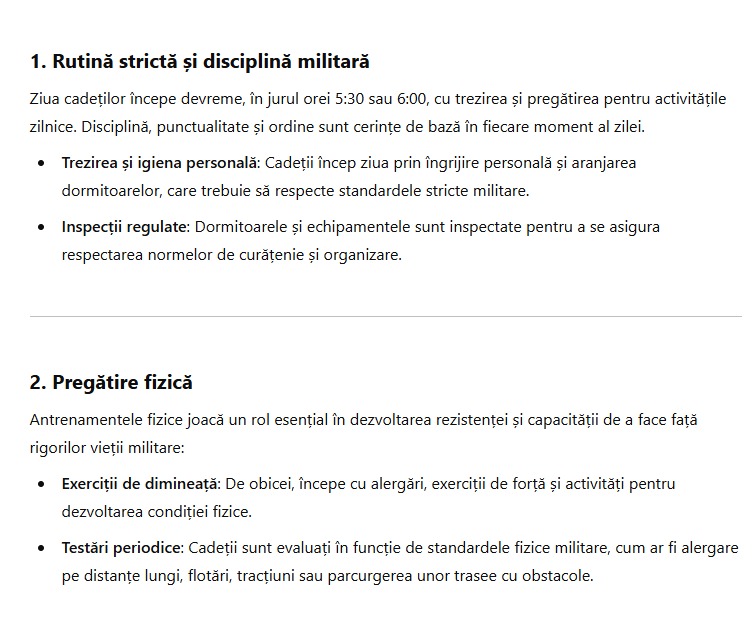 1. Rutină strictă și disciplină militară
Ziua cadeților începe devreme, în jurul orei 5:30 sau 6:00, cu trezirea și pregătirea pentru activitățile
zilnice. Disciplină, punctualitate și ordine sunt cerințe de bază în fiecare moment al zilei.
• Trezirea și igiena personală: Cadeții încep ziua prin îngrijire personală și aranjarea
dormitoarelor, care trebuie să respecte standardele stricte militare.
• Inspecții regulate: Dormitoarele și echipamentele sunt inspectate pentru a se asigura
respectarea normelor de curățenie și organizare.
2. Pregătire fizică
Antrenamentele fizice joacă un rol esențial în dezvoltarea rezistenței și capacității de a face față
rigorilor vieții militare:
• Exerciții de dimineață: De obicei, începe cu alergări, exerciții de forță și activități pentru
dezvoltarea condiției fizice.
• Testări periodice: Cadeții sunt evaluați în funcție de standardele fizice militare, cum ar fi alergare
pe distanțe lungi, flotări, tracțiuni sau parcurgerea unor trasee cu obstacole.